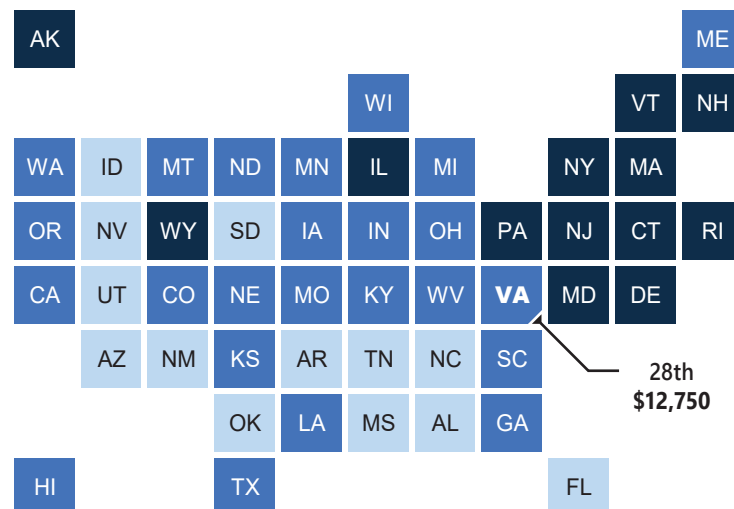 AK ME
WI VT NH
WA ID MT ND MN IL MI NY MA
OR NV WY SD IA IN OH PA NJ CT RI
CA UT CO NE MO KY WV VA MD DE
AZ NM KS AR TN NC SC
28th
$12,750
OK LA MS AL GA
HI TX FL